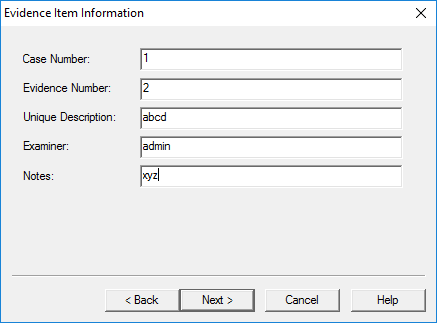 Evidence Item Information
Case Number: 1
Evidence Number: 2
Unique Description: abcd
Examiner: admin
Notes: xyz
< Back Next > Cancel Help